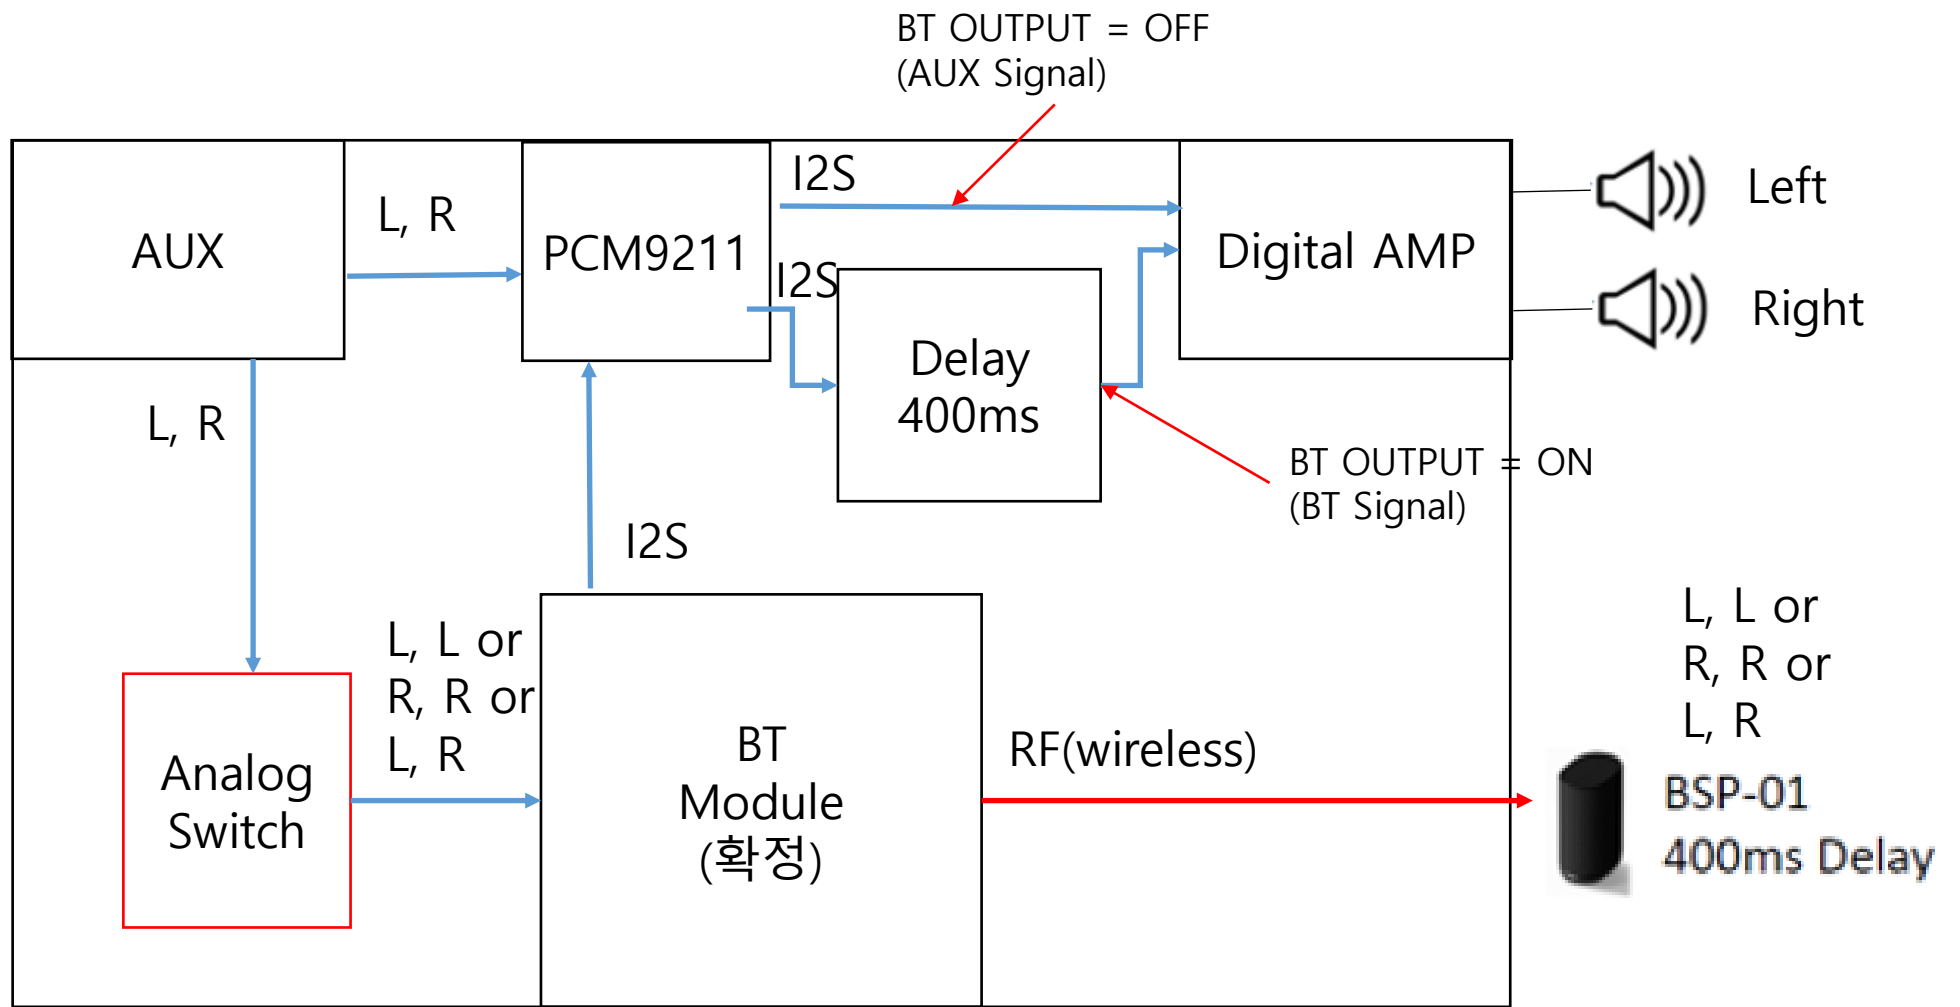 BT OUTPUT = OFF
(AUX Signal)
AUX
L, R
PCM9211
I2S
Digital AMP
Left
Right
I2S
Delay
400ms
L, R
BT OUTPUT = ON
(BT Signal)
I2S
L, L or
R, R or
L, R
Analog
Switch
BT
Module
(확정)
RF(wireless)
L, L or
R, R or
L, R
BSP-01
400ms Delay